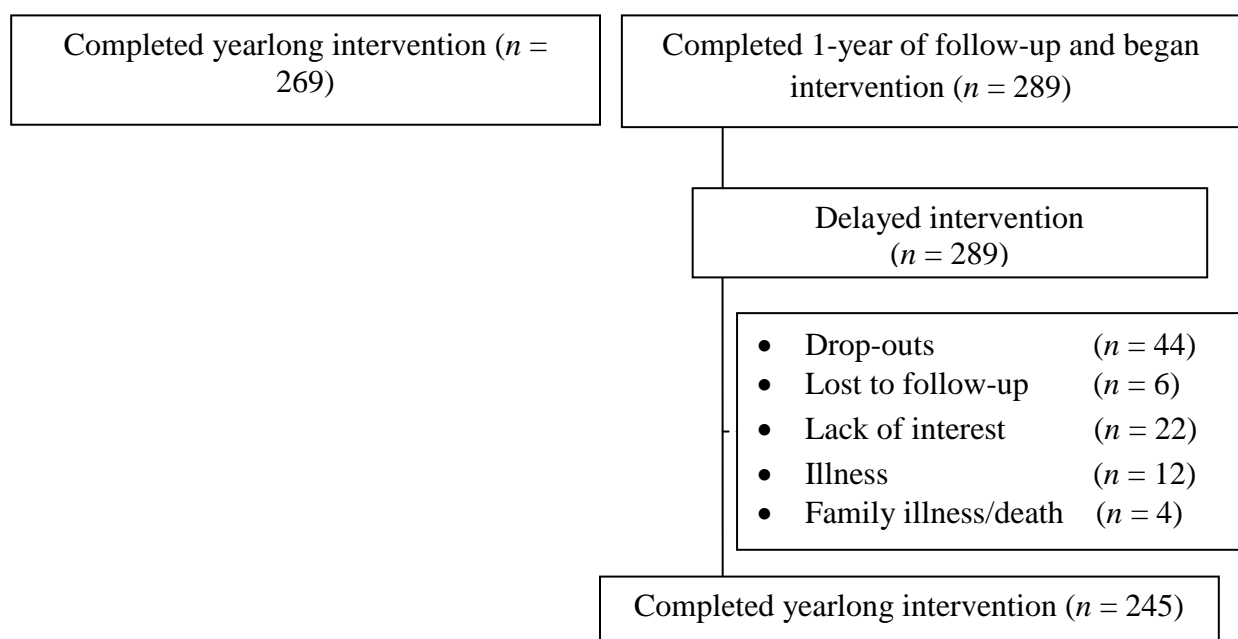 Completed yearlong intervention (n =
269)
Completed 1-year of follow-up and began
intervention (n = 289)
Delayed intervention
(n = 289)
• Drop-outs (n = 44)
• Lost to follow-up (n = 6)
• Lack of interest (n = 22)
• Illness (n = 12)
• Family illness/death (n = 4)
Completed yearlong intervention (n = 245)